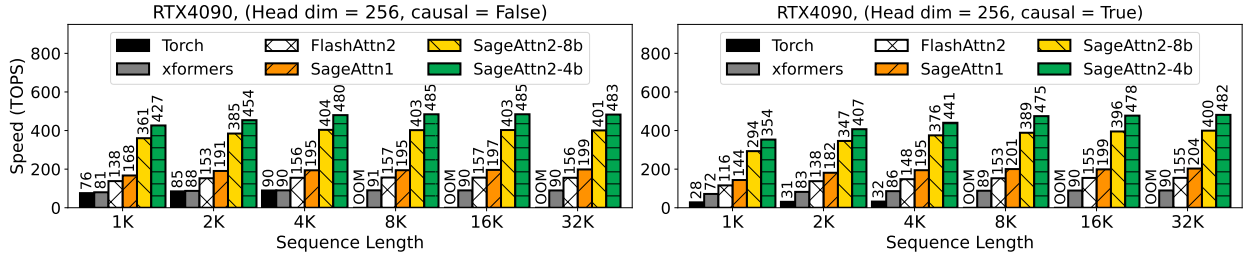 RTX4090, (Head dim = 256, causal = False)
Speed (TOPS)
800
600
400
200
0
Torch
xformers
FlashAttn2
SageAttn1
SageAttn2-8b
SageAttn2-4b
76 81 138 168 361 427
85 88 153 191 385 454
90 90 156 195 404 480
OOM 91 157 195 403 485
OOM 90 157 197 403 485
OOM 90 156 199 401 483
1K 2K 4K 8K 16K 32K
Sequence Length
RTX4090, (Head dim = 256, causal = True)
800
600
400
200
0
Torch
xformers
FlashAttn2
SageAttn1
SageAttn2-8b
SageAttn2-4b
28 72 116 144 294 354
31 83 138 182 347 407
32 86 148 195 376 441
OOM 89 153 201 389 475
OOM 90 155 199 396 478
OOM 90 155 204 400 482
1K 2K 4K 8K 16K 32K
Sequence Length